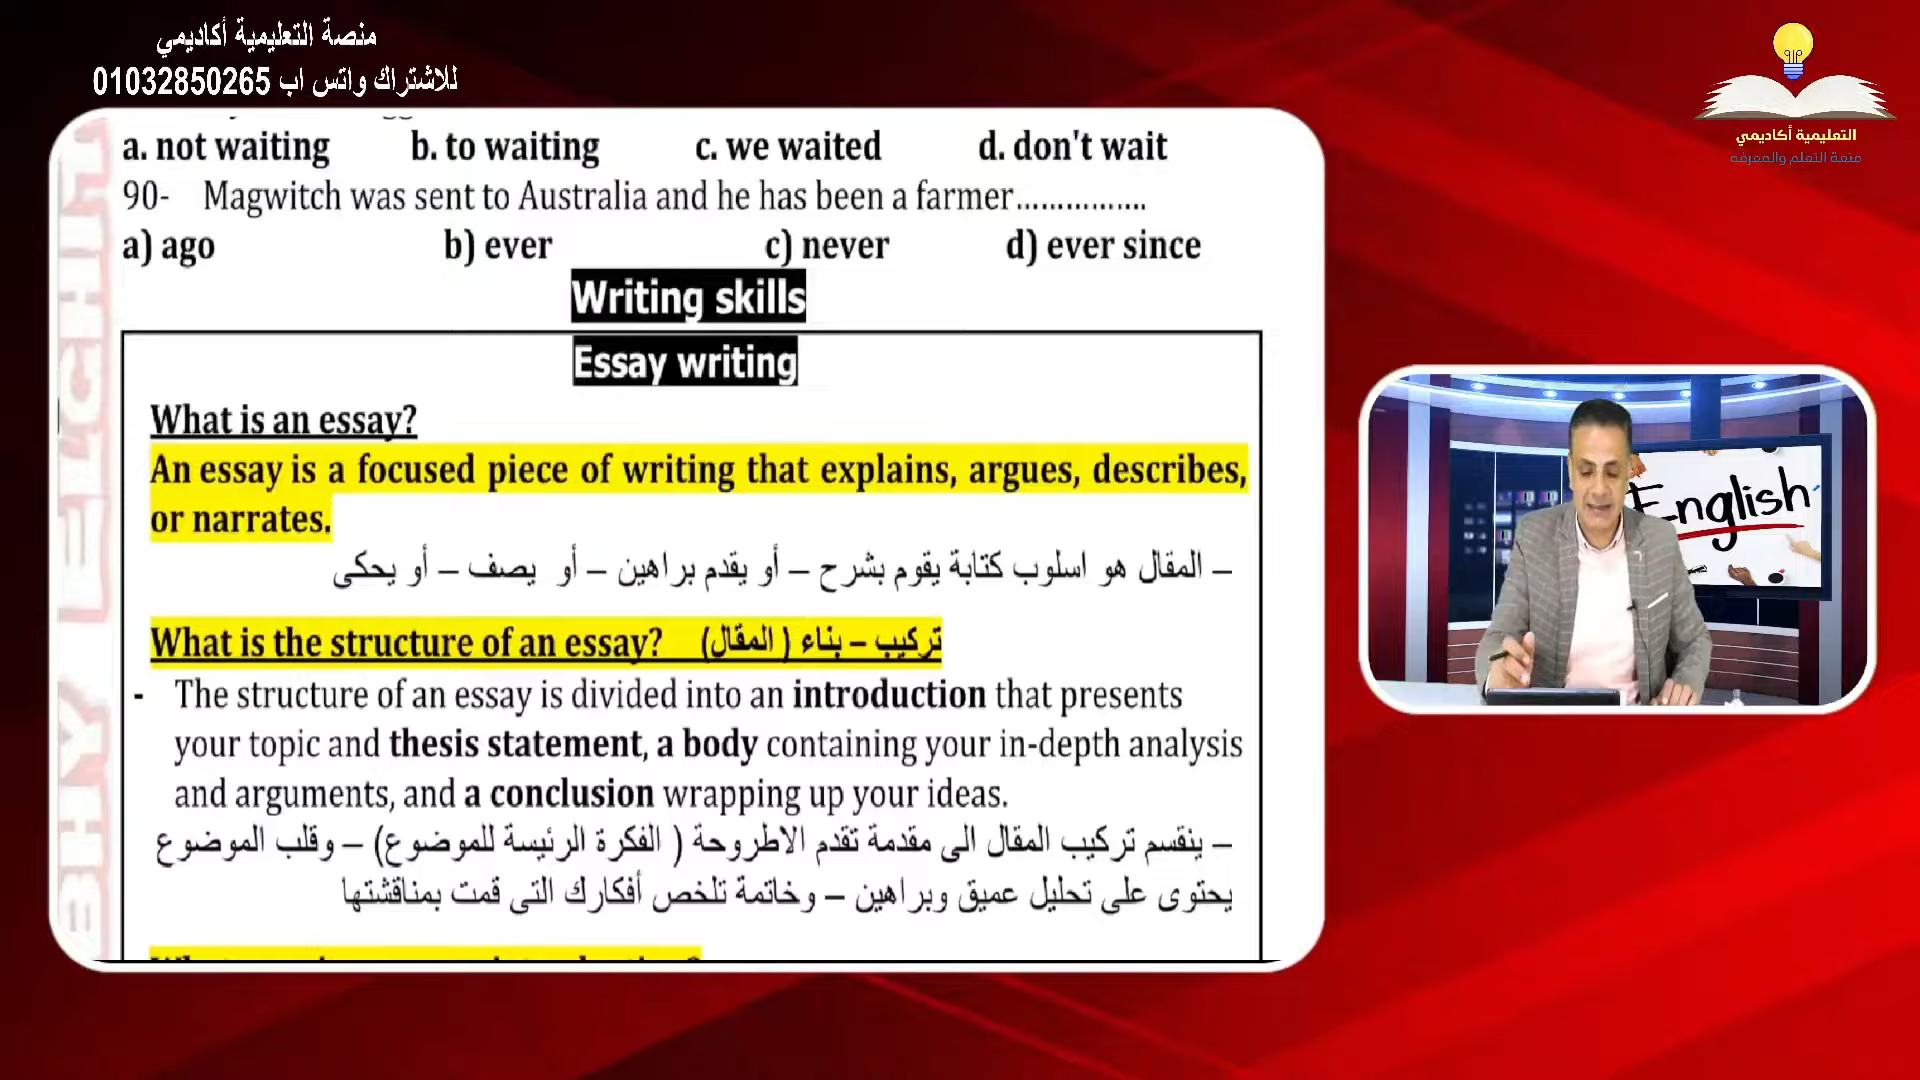 منصة التعليمية أكاديمي
للاشتراك واتس اب 01032850265
التعليمية أكاديمي
متعة التعلم والمعرفه
a. not waiting b. to waiting c. we waited d. don't wait
90- Magwitch was sent to Australia and he has been a farmer................
a) ago b) ever c) never d) ever since
Writing skills
Essay writing
What is an essay?
An essay is a focused piece of writing that explains, argues, describes,
or narrates.
– المقال هو اسلوب كتابة يقوم بشرح – أو يقدم براهين – أو يصف – أو يحكى
What is the structure of an essay? تركيب – بناء ( المقال)
- The structure of an essay is divided into an introduction that presents
your topic and thesis statement, a body containing your in-depth analysis
and arguments, and a conclusion wrapping up your ideas.
– ينقسم تركيب المقال الى مقدمة تقدم الاطروحة ( الفكرة الرئيسة للموضوع) – وقلب الموضوع
يحتوى على تحليل عميق وبراهين – وخاتمة تلخص أفكارك التى قمت بمناقشتها
English